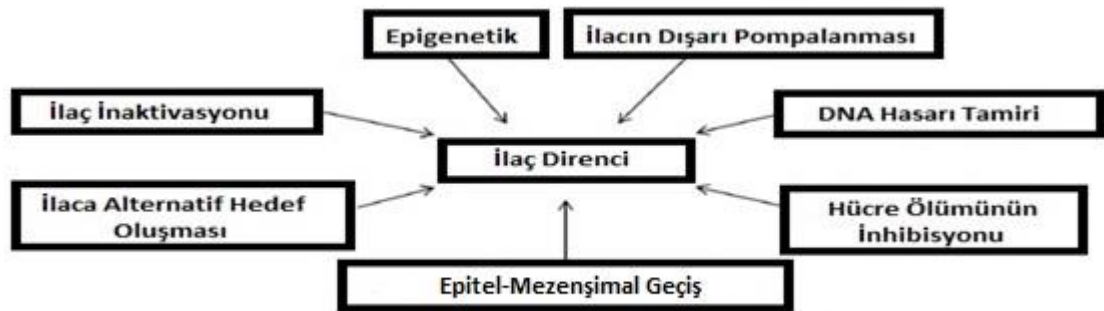 Epigenetik
İlacın Dışarı Pompalanması
İlaç İnaktivasyonu
DNA Hasarı Tamiri
İlaç Direnci
İlaca Alternatif Hedef
Oluşması
Hücre Ölümünün
İnhibisyonu
Epitel-Mezenşimal Geçiş